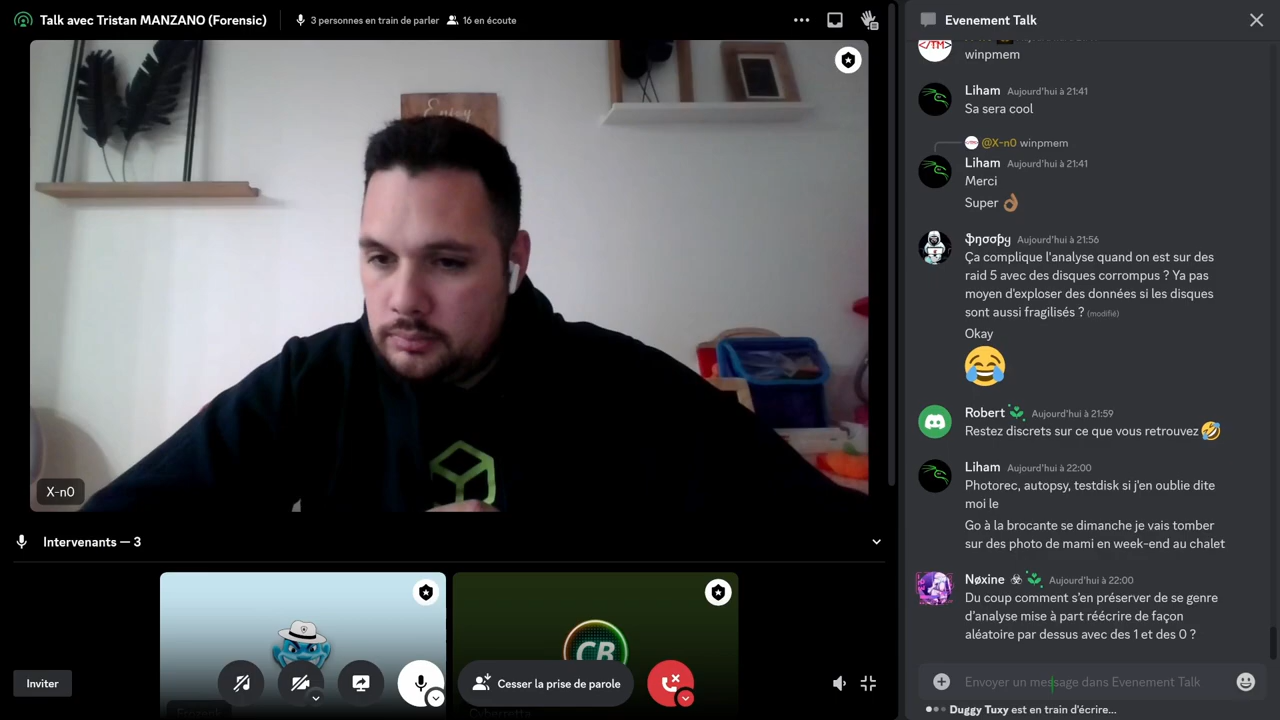 Talk avec Tristan MANZANO (Forensic)
3 personnes en train de parler
16 en écoute
Enjoy
X-n0
Intervenants — 3
CB
Cesser la prise de parole
Inviter
Evenement Talk
</TM>
winpmem
Liham Aujourd'hui à 21:41
Sa sera cool
@X-n0 winpmem
Liham Aujourd'hui à 21:41
Merci
Super 👌🏾
Aujourd'hui à 21:56
Ça complique l'analyse quand on est sur des
raid 5 avec des disques corrompus ? Ya pas
moyen d'exploser des données si les disques
sont aussi fragilisés ? (modifié)
Okay
😂
Robert Aujourd'hui à 21:59
Restez discrets sur ce que vous retrouvez 🤣
Liham Aujourd'hui à 22:00
Photorec, autopsy, testdisk si j'en oublie dite
moi le
Go à la brocante se dimanche je vais tomber
sur des photo de mami en week-end au chalet
Nøxine ☣ Aujourd'hui à 22:00
Du coup comment s'en préserver de se genre
d'analyse mise à part réécrire de façon
aléatoire par dessus avec des 1 et des 0 ?
Envoyer un message dans Evenement Talk
Duggy Tuxy est en train d'écrire...